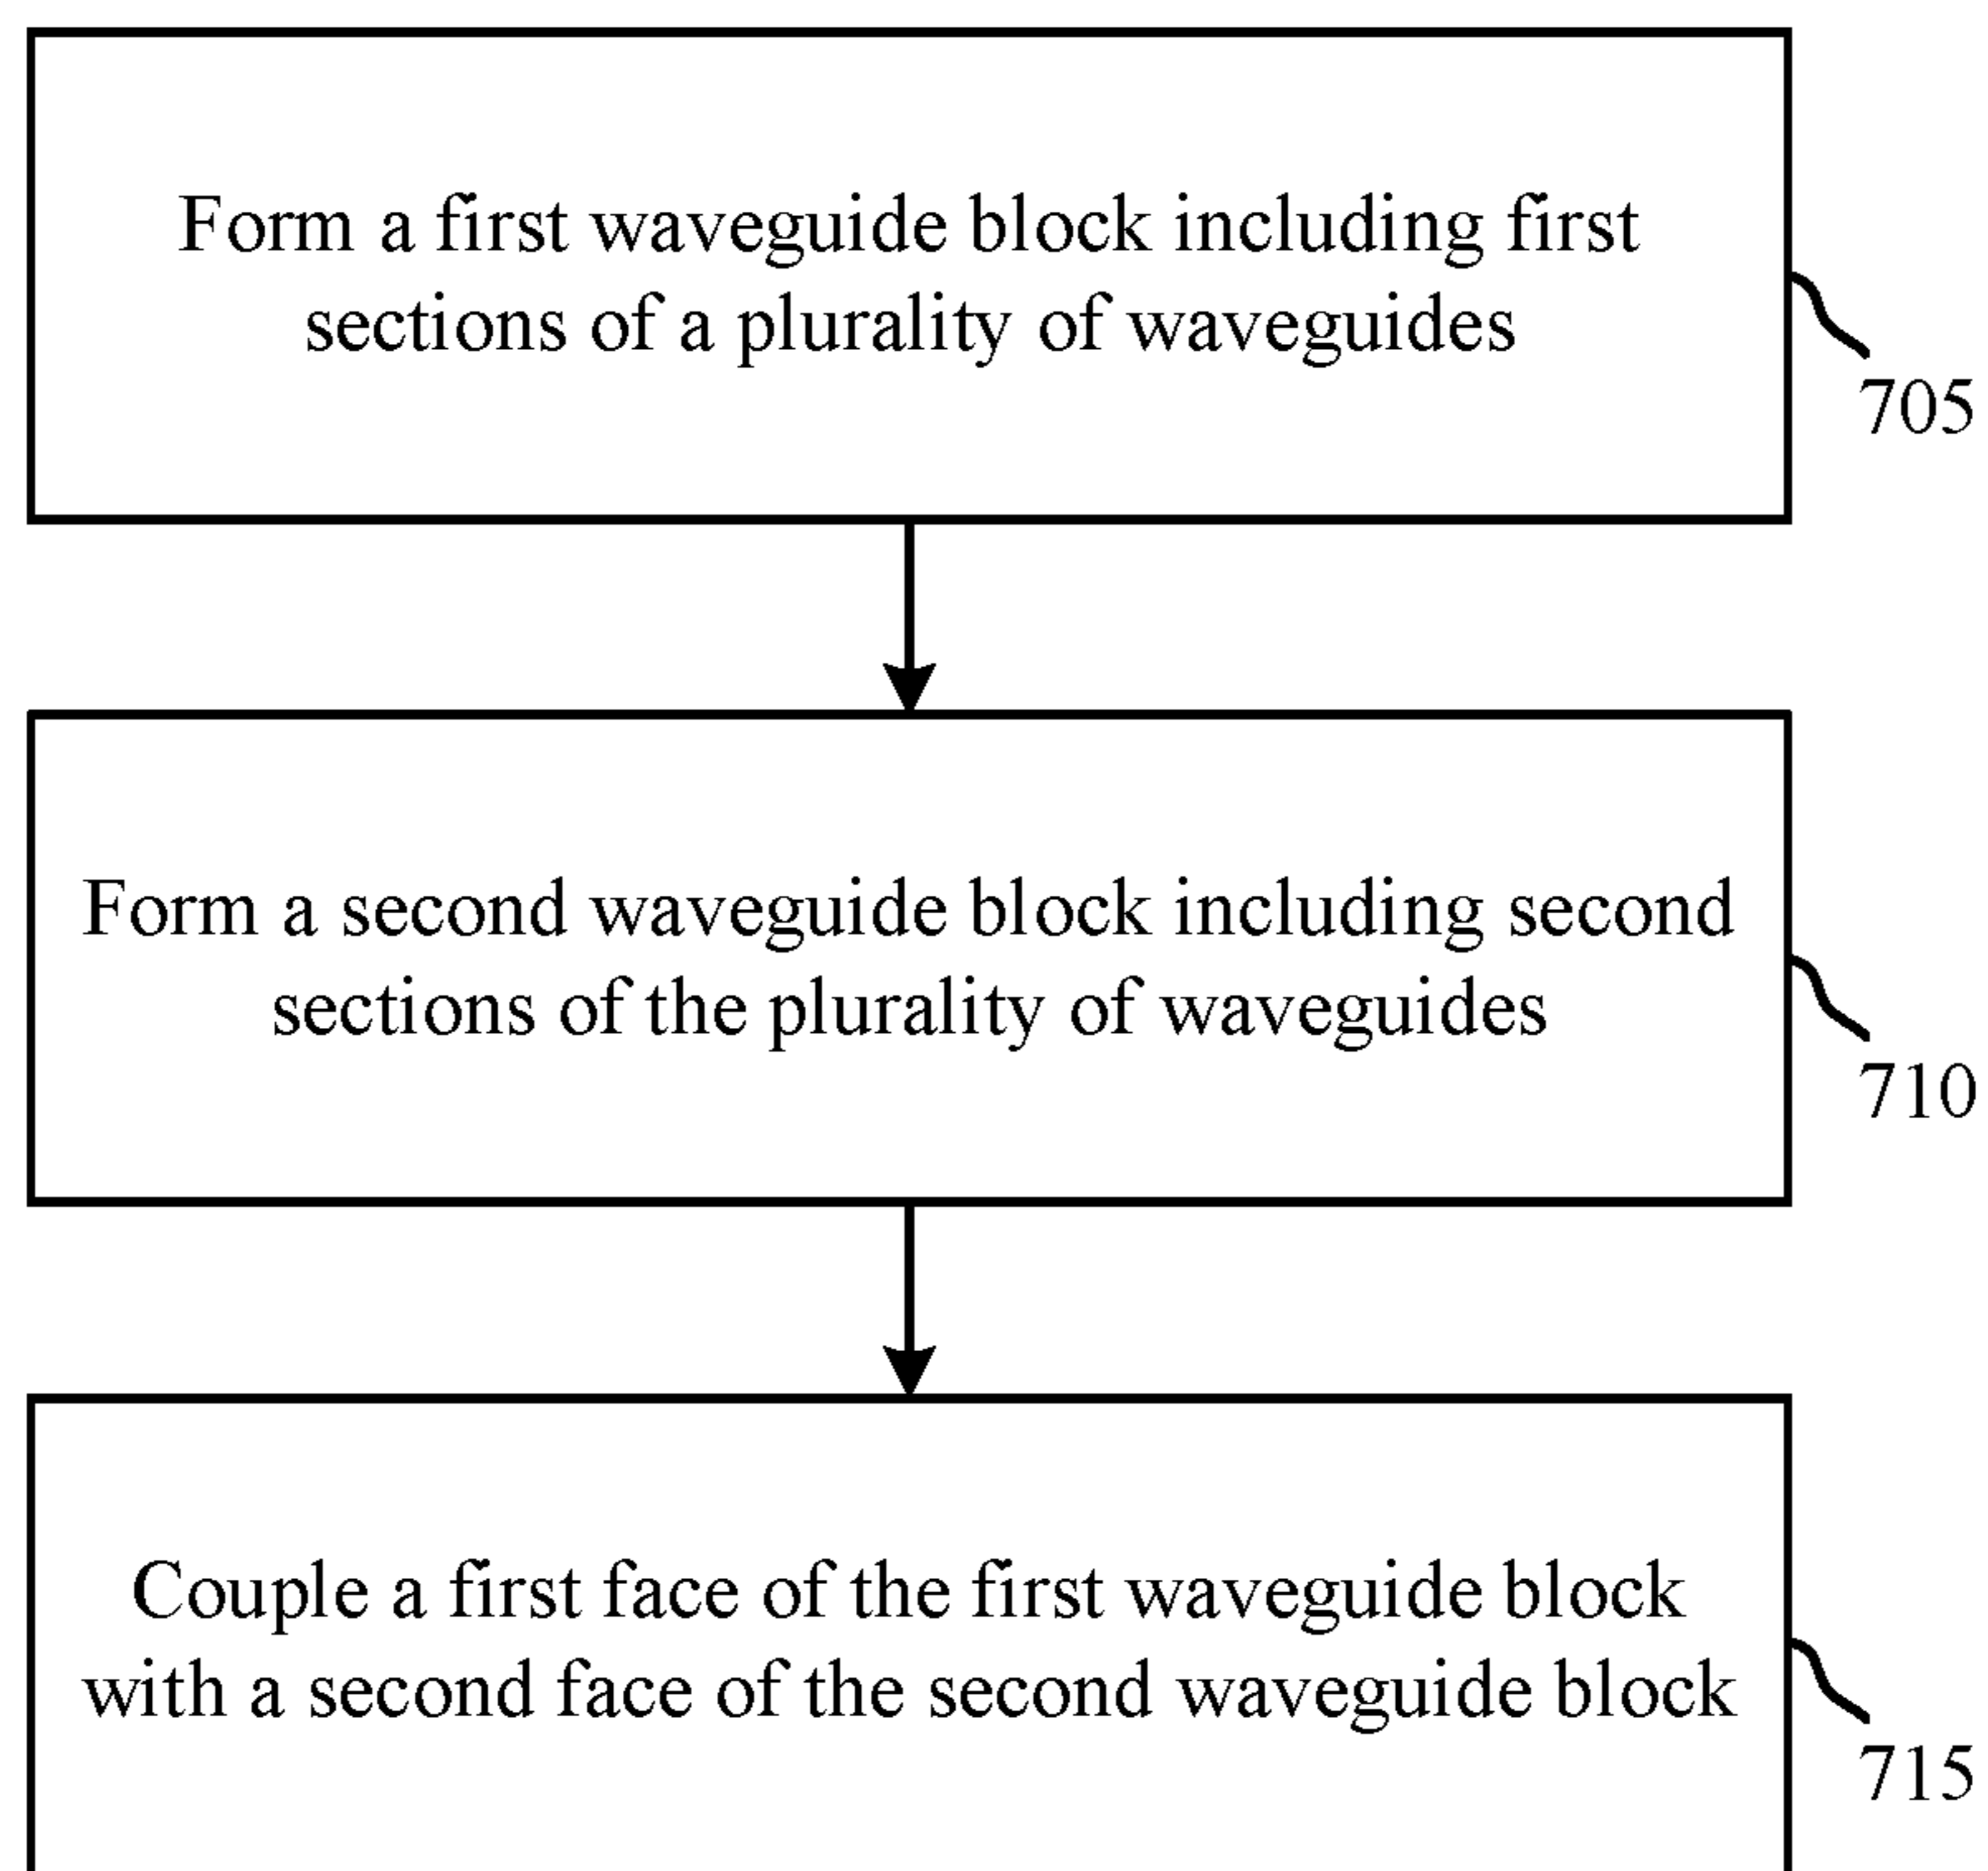 Form a first waveguide block including first
sections of a plurality of waveguides
705
Form a second waveguide block including second
sections of the plurality of waveguides
710
Couple a first face of the first waveguide block
with a second face of the second waveguide block
715